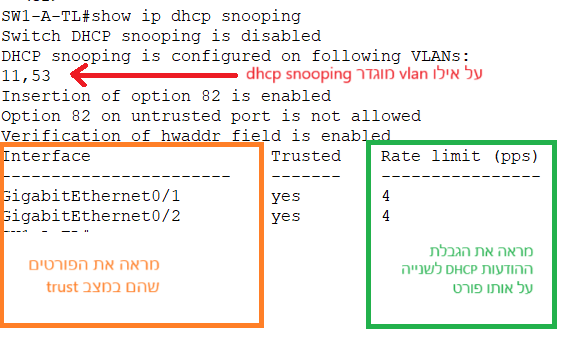 SW1-A-TL#show ip dhcp snooping
Switch DHCP snooping is disabled
DHCP snooping is configured on following VLANs:
11,53 על אילו vlan מוגדר dhcp snooping
Insertion of option 82 is enabled
Option 82 on untrusted port is not allowed
Verification of hwaddr field is enabled
Interface Trusted Rate limit (pps)
----------------------- ------- ----------------
GigabitEthernet0/1 yes 4
GigabitEthernet0/2 yes 4
מראה את הפורטים
שהם במצב trust
מראה את הגבלת
ההודעות DHCP לשנייה
על אותו פורט